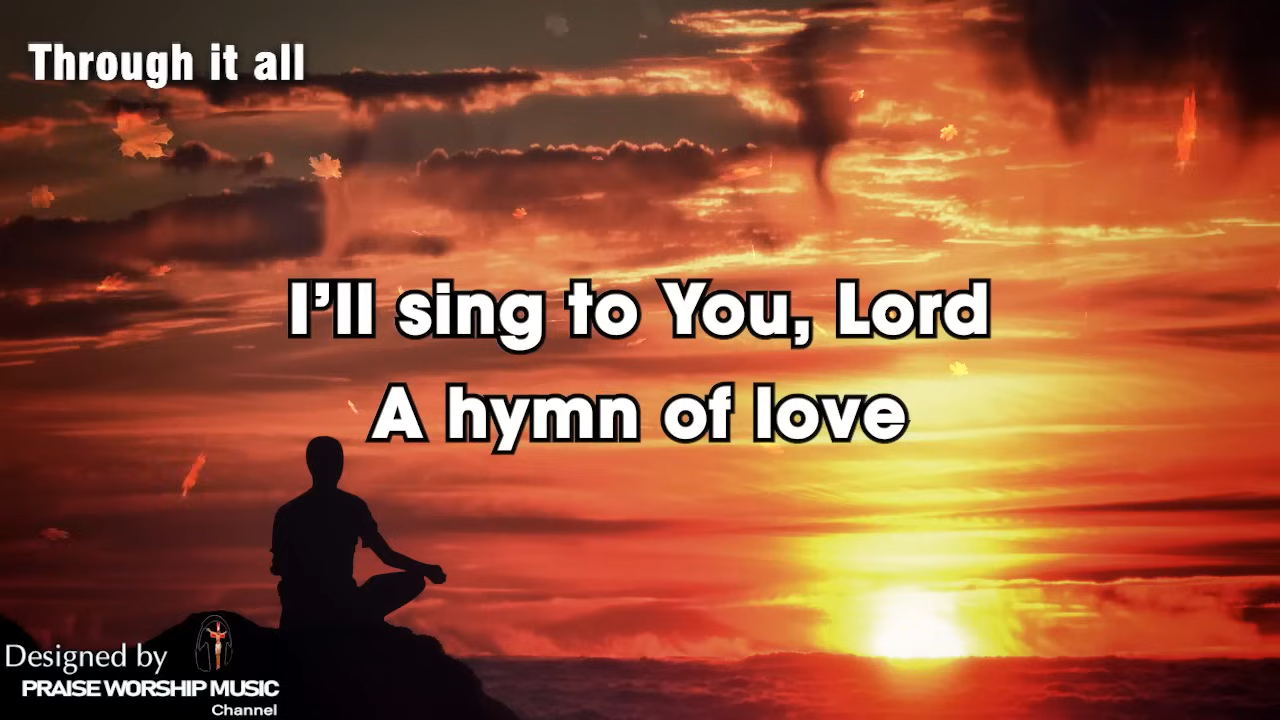 Through it all
I'll sing to You, Lord
A hymn of love
Designed by
PRAISE WORSHIP MUSIC
Channel